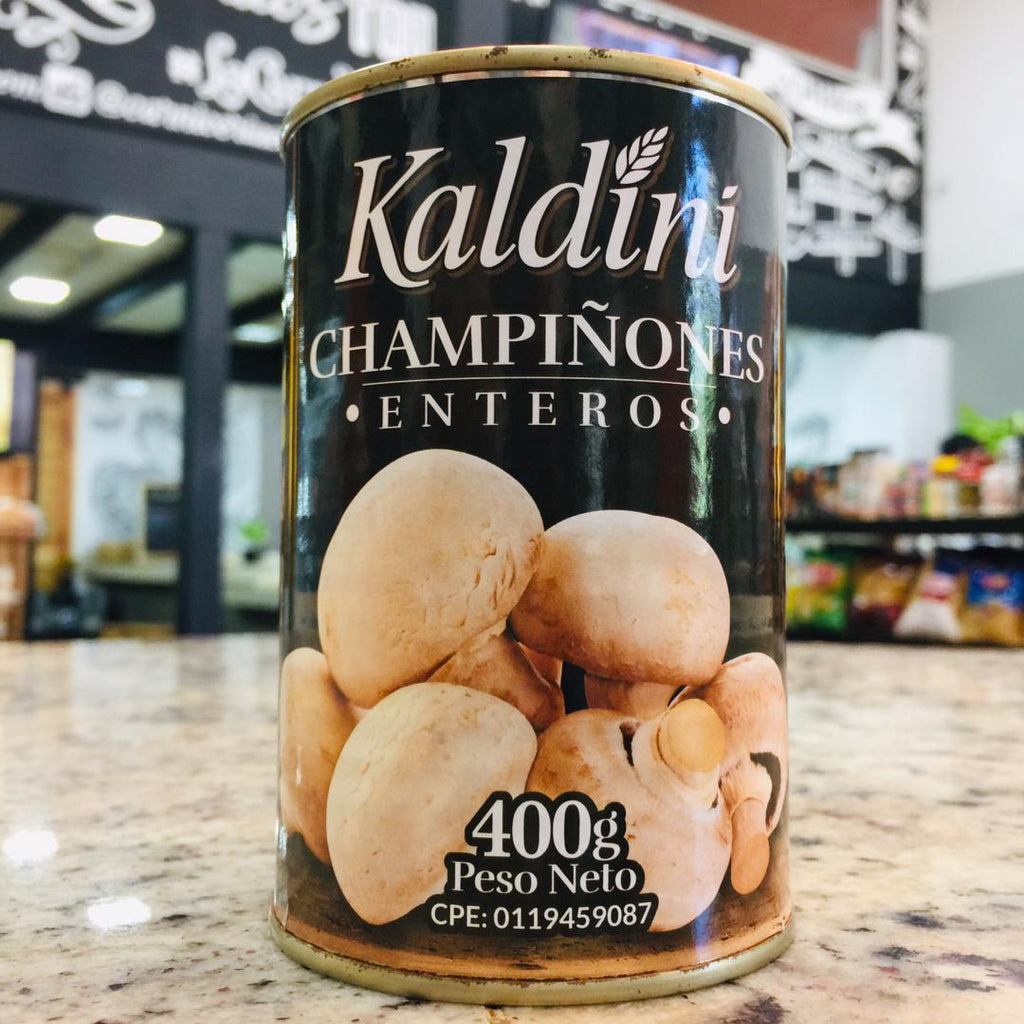 Kaldini
CHAMPIÑONES
• ENTEROS •
400g
Peso Neto
CPE: 0119459087